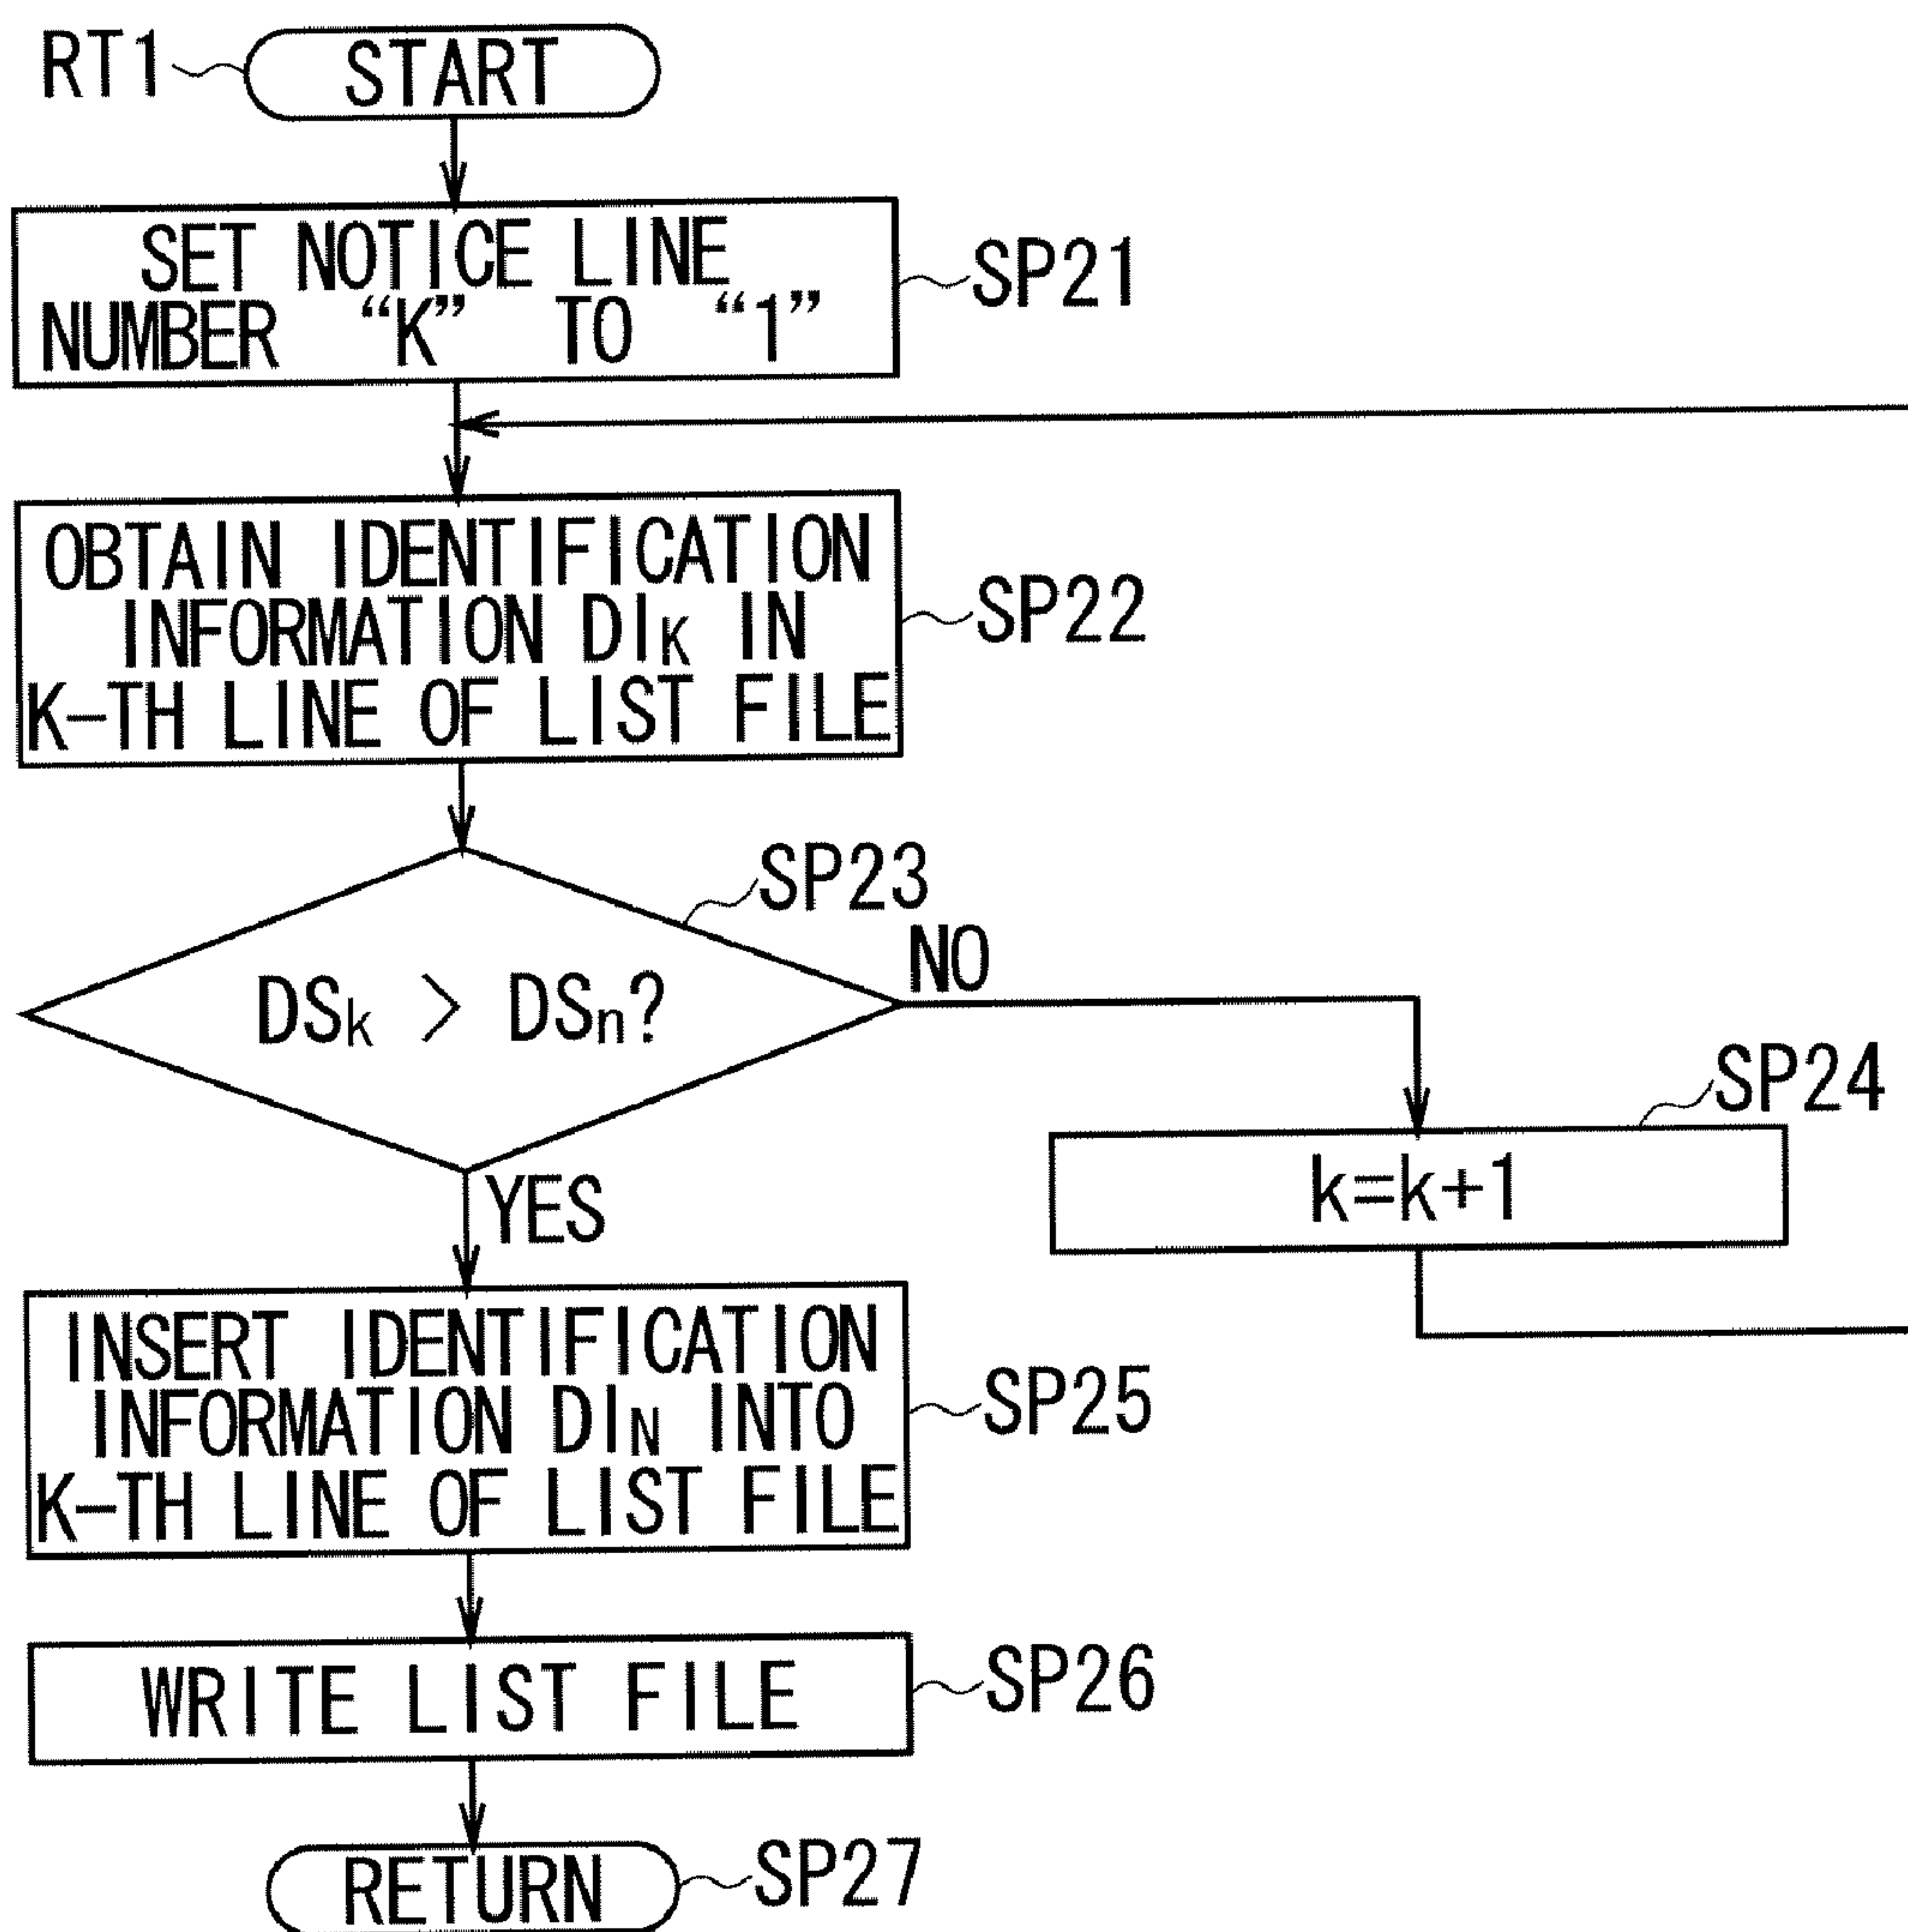 RT1
START
SET NOTICE LINE
NUMBER “K” TO “1”
SP21
OBTAIN IDENTIFICATION
INFORMATION DIK IN
K-TH LINE OF LIST FILE
SP22
SP23
DSk > DSn?
NO
SP24
k=k+1
YES
INSERT IDENTIFICATION
INFORMATION DIN INTO
K-TH LINE OF LIST FILE
SP25
WRITE LIST FILE
SP26
RETURN
SP27